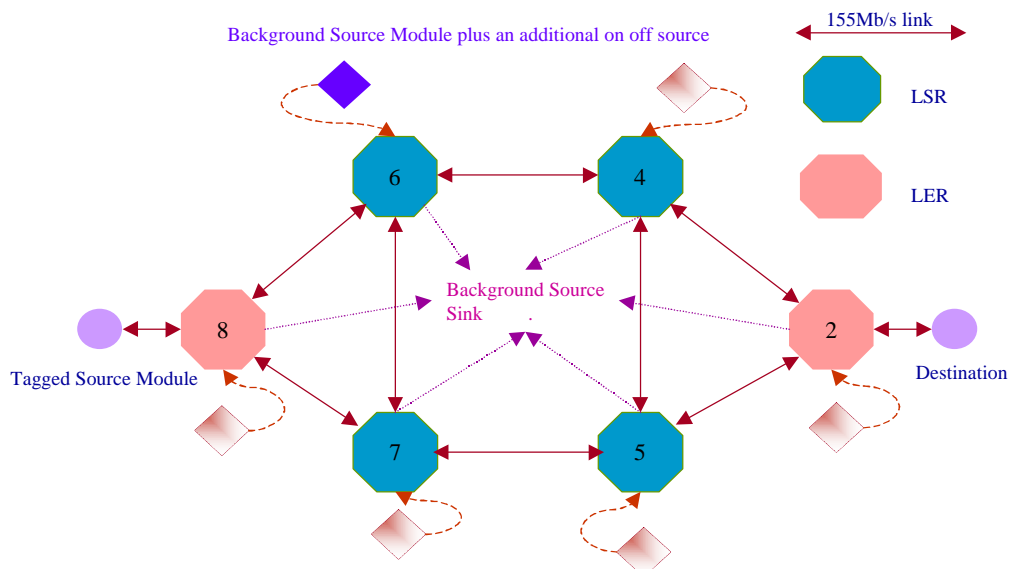 155Mb/s link
Background Source Module plus an additional on off source
LSR
6
4
LER
Background Source
Sink .
8
2
Tagged Source Module
Destination
7
5